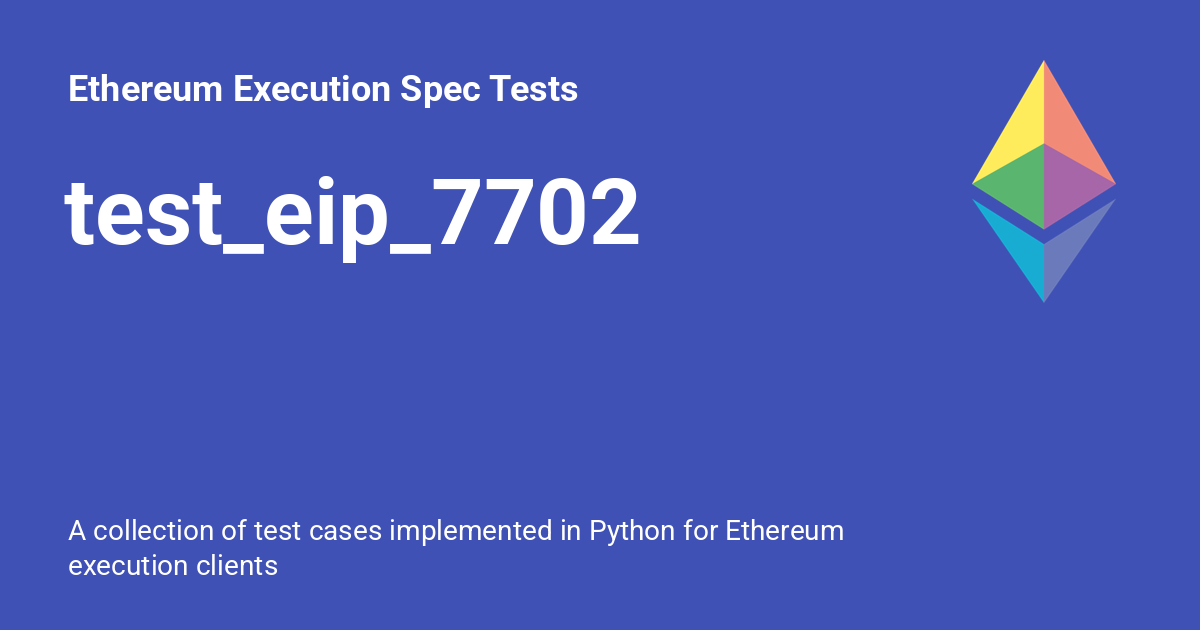 Ethereum Execution Spec Tests
test_eip_7702
A collection of test cases implemented in Python for Ethereum
execution clients